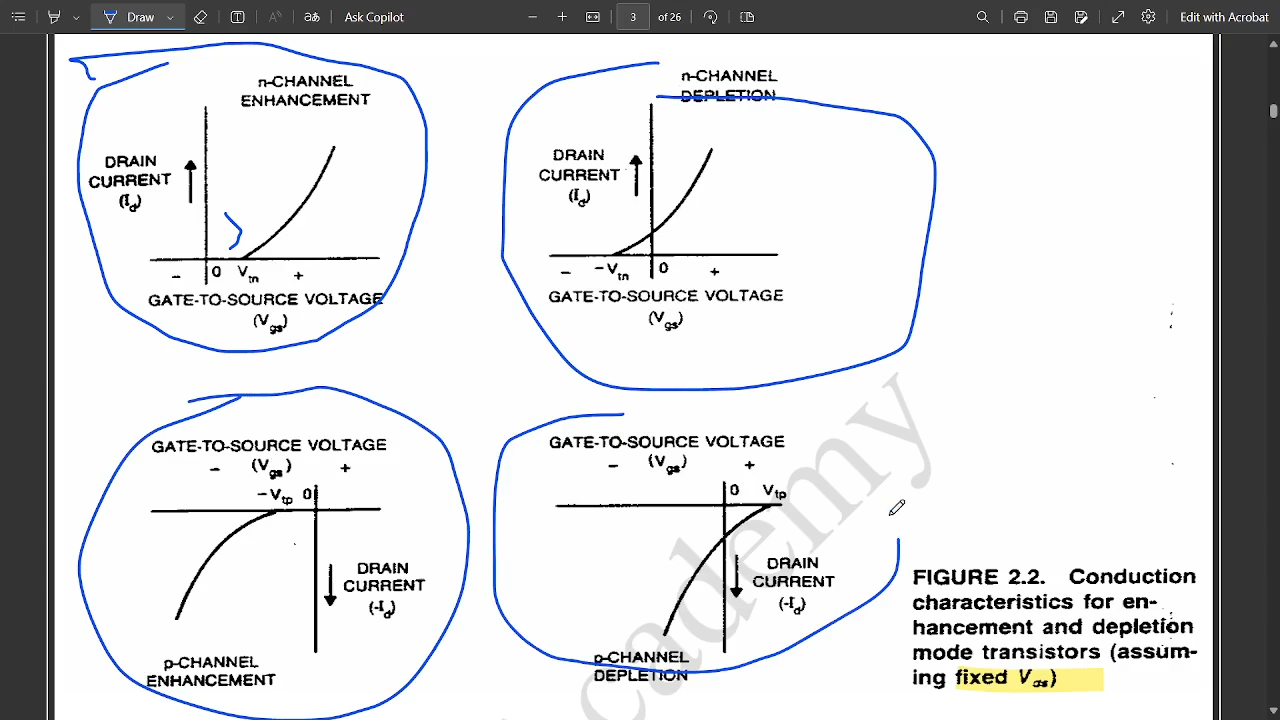 Draw
Ask Copilot
3
of 26
Edit with Acrobat
n-CHANNEL
ENHANCEMENT
DRAIN
CURRENT
(Id)
- 0 Vtn +
GATE-TO-SOURCE VOLTAGE
(Vgs)
n-CHANNEL
DEPLETION
DRAIN
CURRENT
(Id)
- -Vtn 0 +
GATE-TO-SOURCE VOLTAGE
(Vgs)
GATE-TO-SOURCE VOLTAGE
- (Vgs) +
-Vtp 0
DRAIN
CURRENT
(-Id)
p-CHANNEL
ENHANCEMENT
GATE-TO-SOURCE VOLTAGE
- (Vgs) +
0 Vtp
DRAIN
CURRENT
(-Id)
p-CHANNEL
DEPLETION
FIGURE 2.2. Conduction
characteristics for en-
hancement and depletion
mode transistors (assum-
ing fixed Vds)
ademy